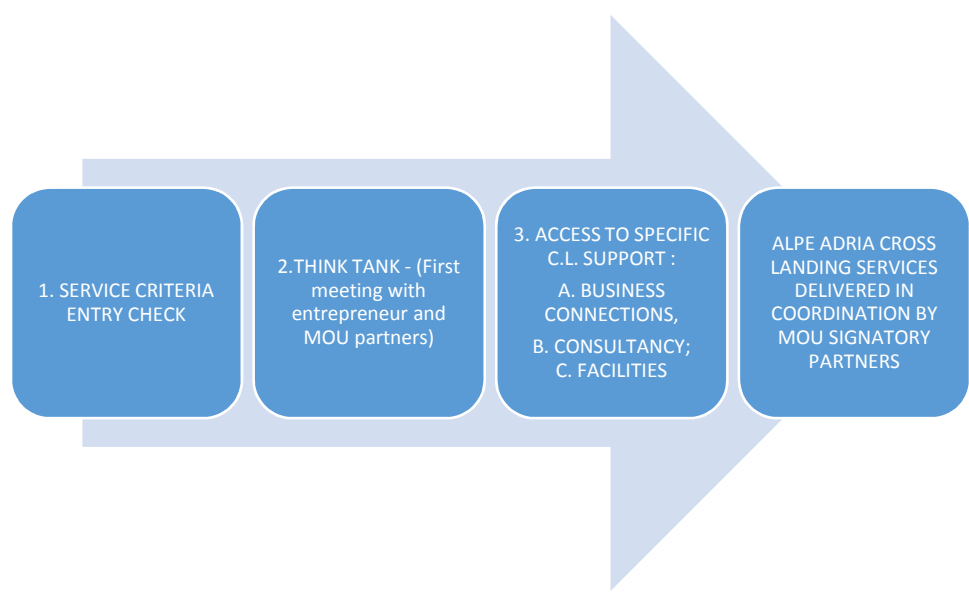 1. SERVICE CRITERIA
ENTRY CHECK
2.THINK TANK - (First
meeting with
entrepreneur and
MOU partners)
3. ACCESS TO SPECIFIC
C.L. SUPPORT :
A. BUSINESS
CONNECTIONS,
B. CONSULTANCY;
C. FACILITIES
ALPE ADRIA CROSS
LANDING SERVICES
DELIVERED IN
COORDINATION BY
MOU SIGNATORY
PARTNERS